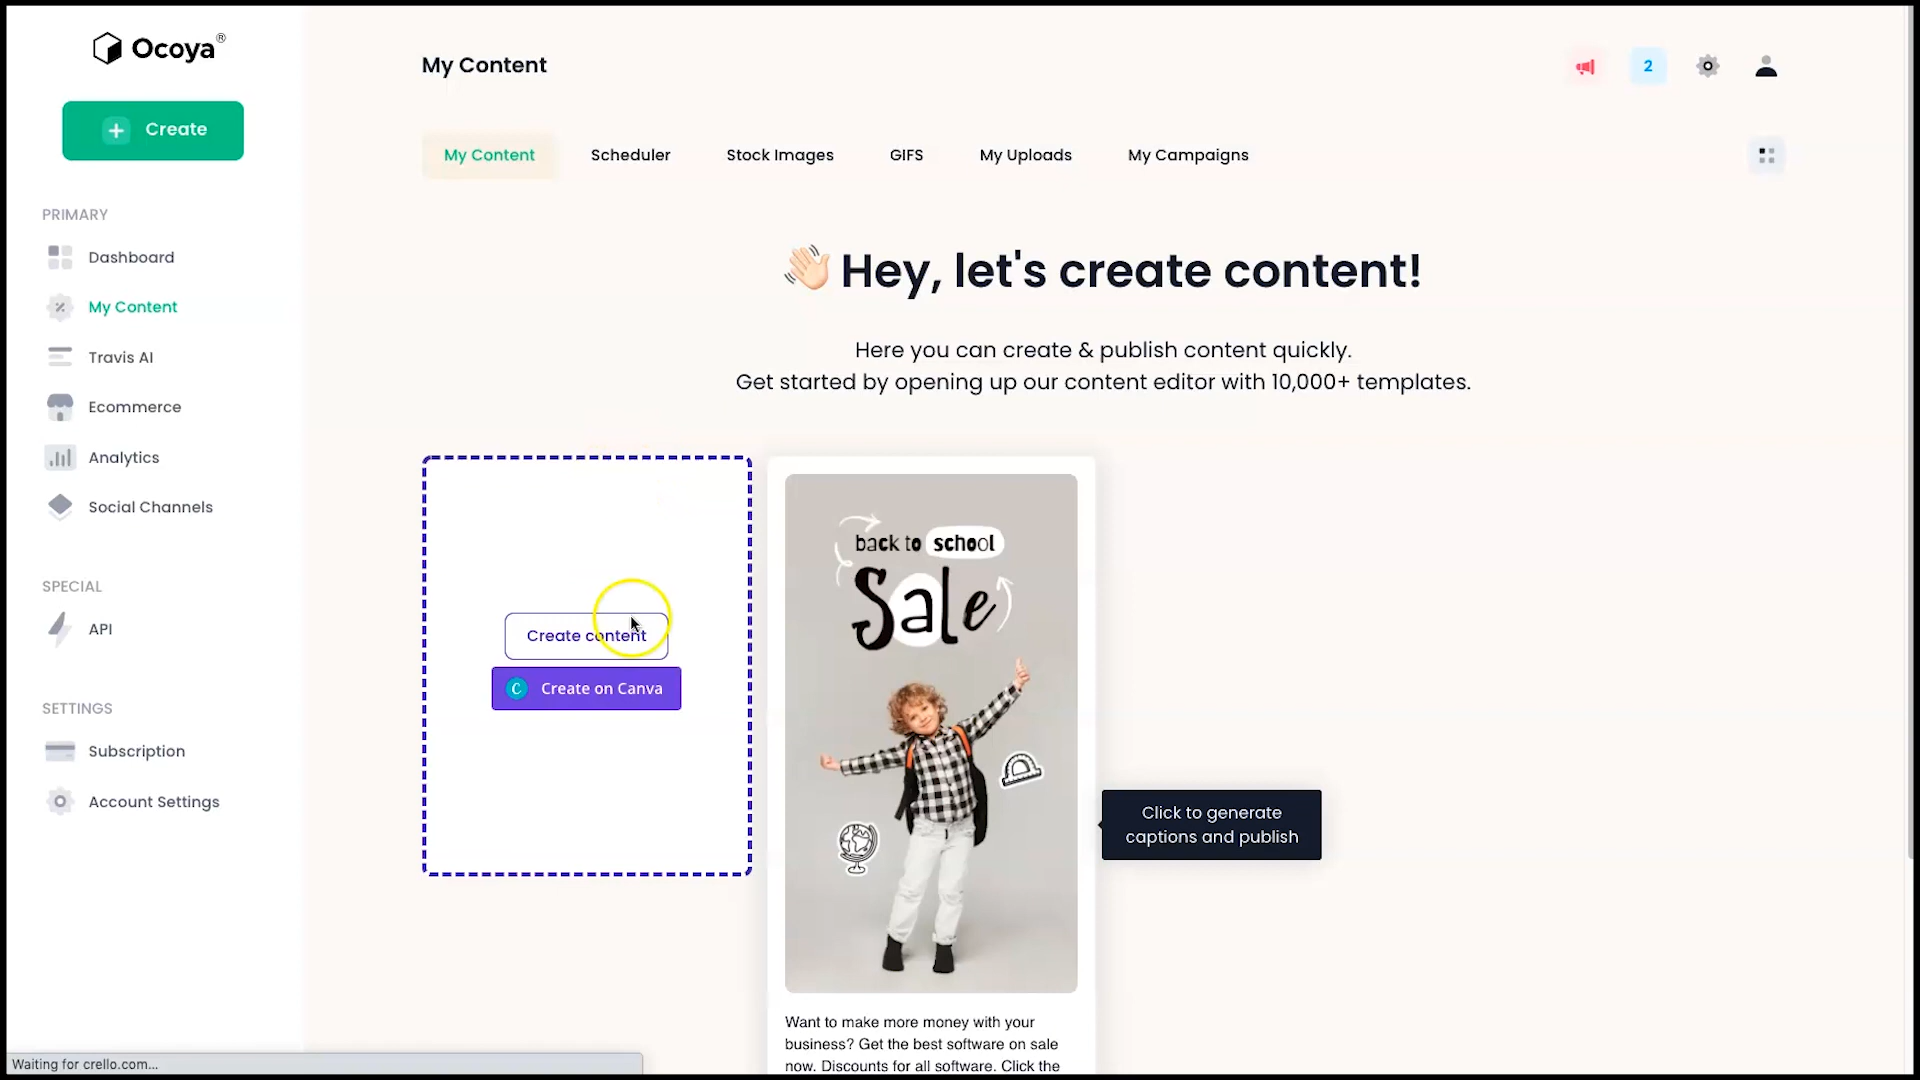 Ocoya®
Create
PRIMARY
Dashboard
My Content
Travis AI
Ecommerce
Analytics
Social Channels
SPECIAL
API
SETTINGS
Subscription
Account Settings
My Content
2
My Content
Scheduler
Stock Images
GIFS
My Uploads
My Campaigns
👋🏻 Hey, let's create content!
Here you can create & publish content quickly.
Get started by opening up our content editor with 10,000+ templates.
Create content
C Create on Canva
back to school
Sale
Click to generate
captions and publish
Want to make more money with your
business? Get the best software on sale
now. Discounts for all software. Click the
Waiting for crello.com...